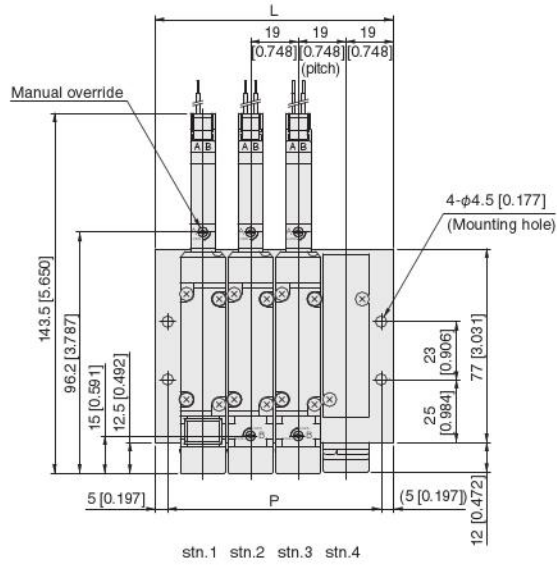 L
19
19
19
[0.748]
[0.748]
[0.748]
(pitch)
Manual override
A B
A B
A B
4-φ4.5 [0.177]
(Mounting hole)
143.5 [5.650]
96.2 [3.787]
15 [0.591]
12.5 [0.492]
23
[0.906]
25
[0.984]
77 [3.031]
12 [0.472]
B
B
5 [0.197]
P
(5 [0.197])
stn.1 stn.2 stn.3 stn.4